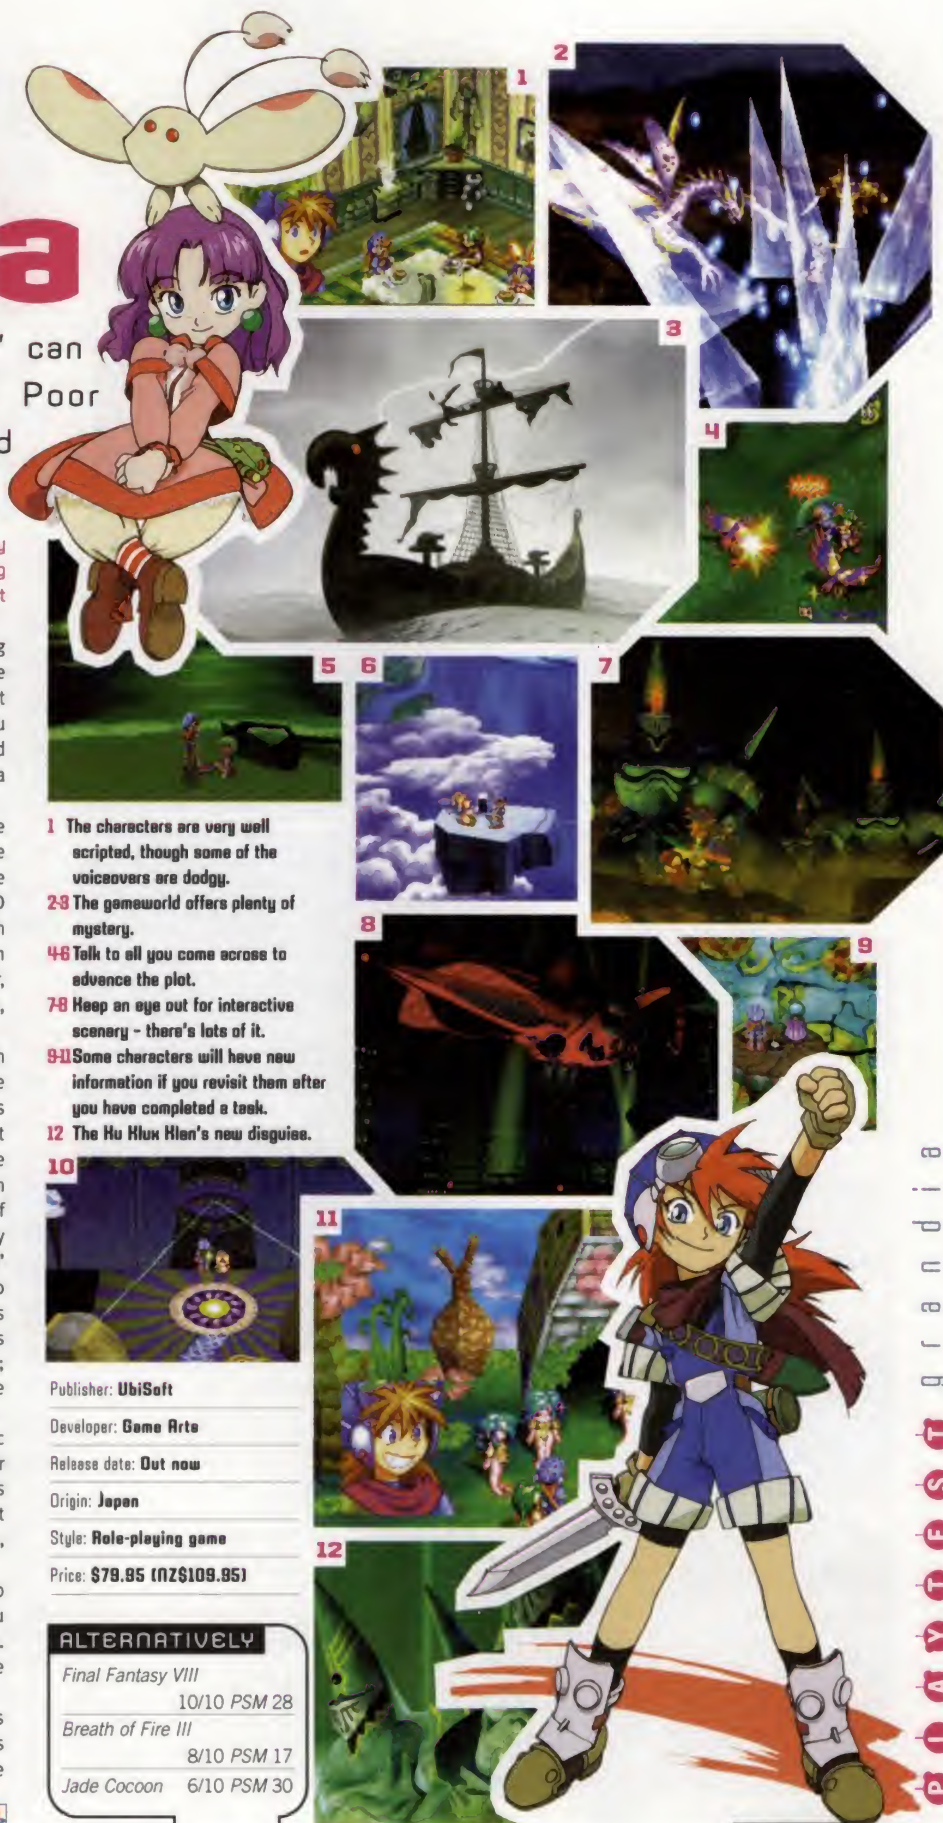 a
can
Poor
1
2
3
4
5
6
7
8
9
1 The characters are very well
scripted, though some of the
voiceovers are dodgy.
2-3 The gameworld offers plenty of
mystery.
4-6 Talk to all you come across to
advance the plot.
7-8 Keep an eye out for interactive
scenery – there's lots of it.
9-11 Some characters will have new
information if you revisit them after
you have completed a task.
12 The Ku Klux Klan's new disguise.
10
11
12
Publisher: UbiSoft
Developer: Game Arts
Release date: Out now
Origin: Japan
Style: Role-playing game
Price: $79.95 (NZ$109.95)
ALTERNATIVELY
Final Fantasy VIII
10/10 PSM 28
Breath of Fire III
8/10 PSM 17
Jade Cocoon 6/10 PSM 30
PLAYTEST grandia